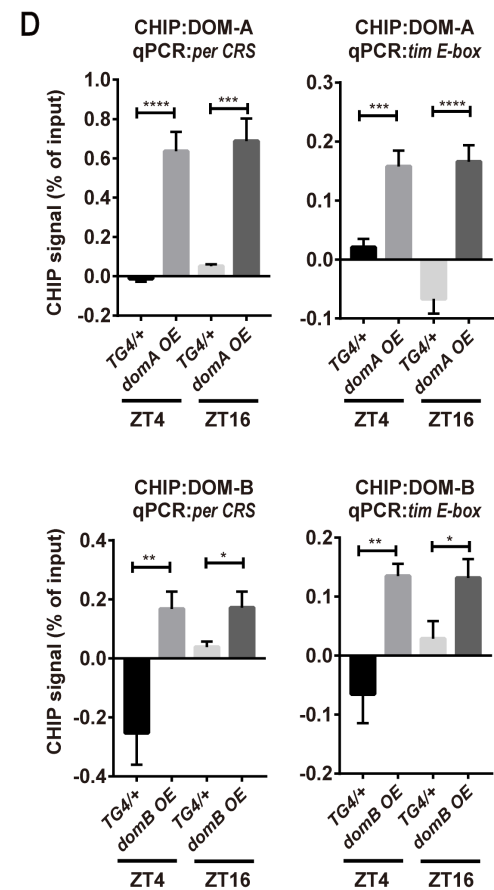 D
CHIP:DOM-A
qPCR:per CRS
CHIP signal (% of input)
1.0
0.8
0.6
0.4
0.2
0.0
-0.2
****
***
TG4/+
domA OE
TG4/+
domA OE
ZT4
ZT16
CHIP:DOM-A
qPCR:tim E-box
0.3
0.2
0.1
0.0
-0.1
***
****
TG4/+
domA OE
TG4/+
domA OE
ZT4
ZT16
CHIP:DOM-B
qPCR:per CRS
CHIP signal (% of input)
0.4
0.2
0.0
-0.2
-0.4
**
*
TG4/+
domB OE
TG4/+
domB OE
ZT4
ZT16
CHIP:DOM-B
qPCR:tim E-box
0.2
0.1
0.0
-0.1
-0.2
**
*
TG4/+
domB OE
TG4/+
domB OE
ZT4
ZT16